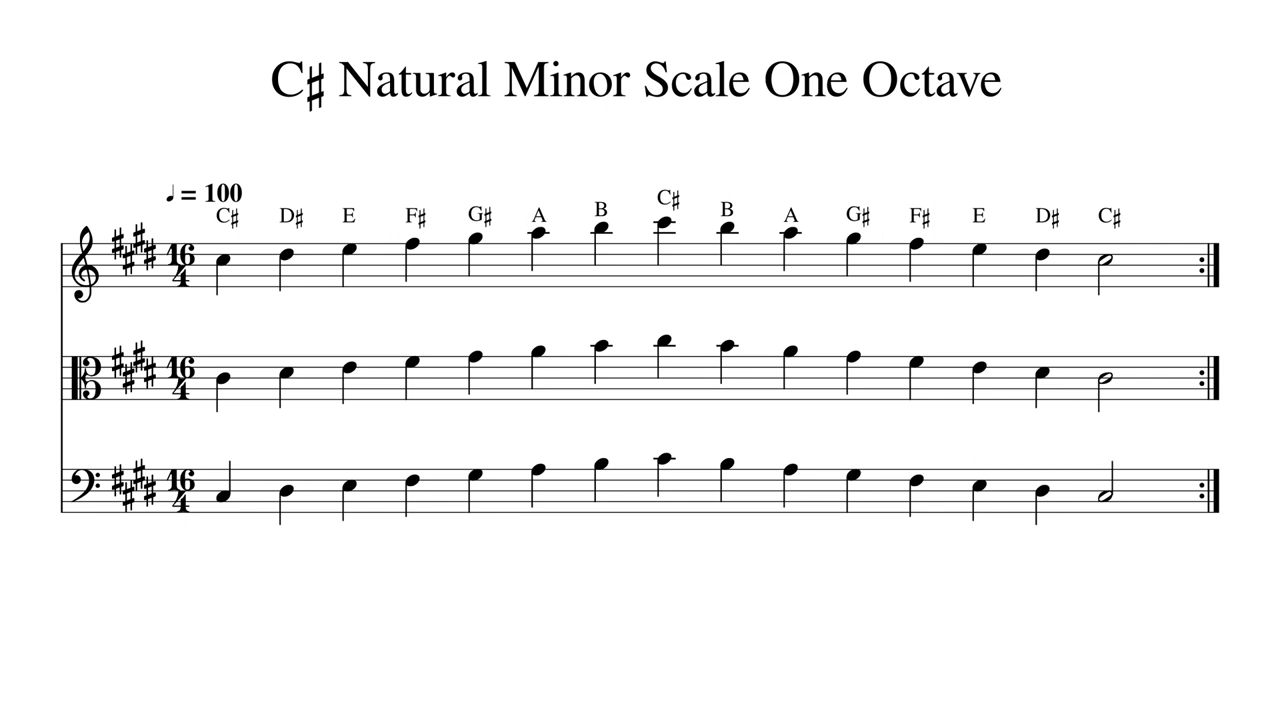 C♯ Natural Minor Scale One Octave
♩ = 100
C♯ D♯ E F♯ G♯ A B C♯ B A G♯ F♯ E D♯ C♯
16
4
16
4
16
4